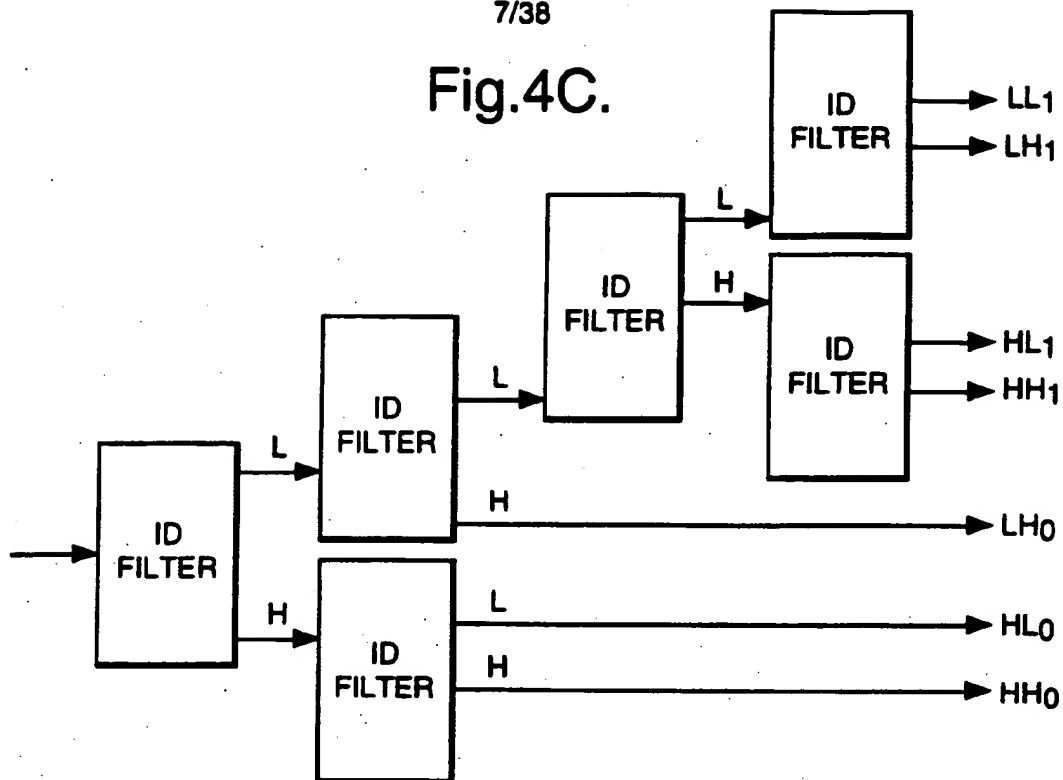 7/38
Fig.4C.
ID
FILTER
LL1
LH1
L
H
ID
FILTER
ID
FILTER
HL1
HH1
L
H
ID
FILTER
LH0
L
H
ID
FILTER
L
H
ID
FILTER
HL0
HH0